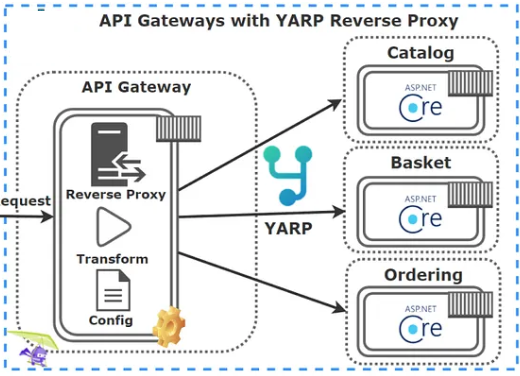 API Gateways with YARP Reverse Proxy
API Gateway
equest
Reverse Proxy
Transform
Config
YARP
Catalog
ASP.NET
Core
Basket
ASP.NET
Core
Ordering
ASP.NET
Core